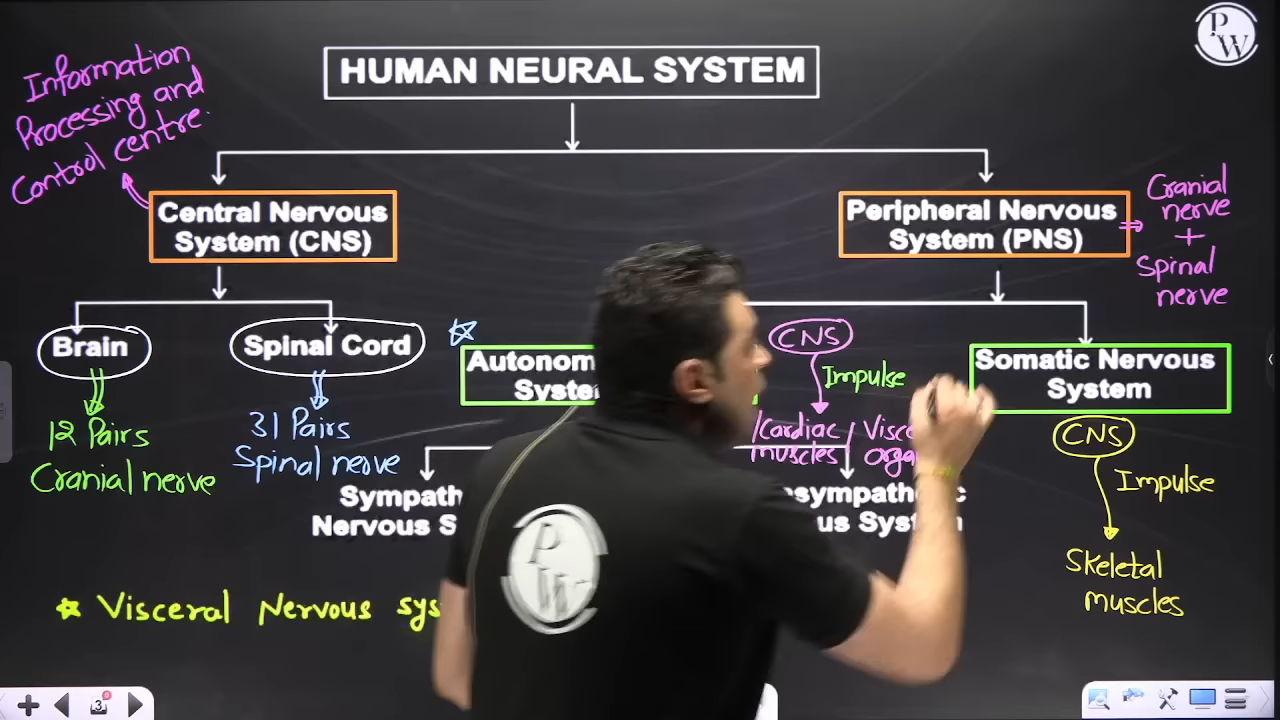 P
W
Information
Processing and
Control centre.
HUMAN NEURAL SYSTEM
Central Nervous
System (CNS)
Peripheral Nervous
System (PNS)
Cranial
nerve
+
Spinal
nerve
Brain
Spinal Cord
12 Pairs
Cranial nerve
31 Pairs
Spinal nerve
CNS
Impulse
Cardiac
muscles
Somatic Nervous
System
CNS
Impulse
Skeletal
muscles
Nervous
P
W
Visceral Nervous
3